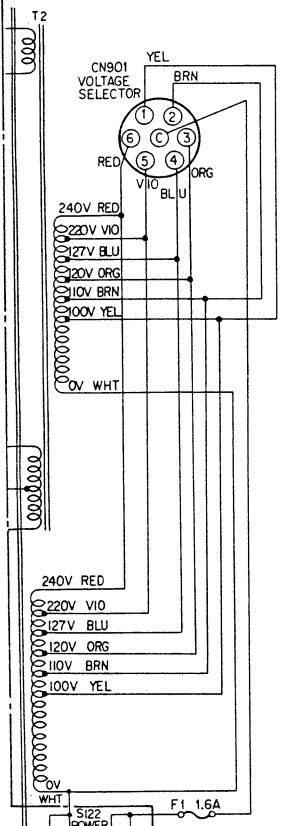 T2
CN901
VOLTAGE
SELECTOR
YEL
BRN
1
2
6
C
3
5
4
RED
VIO
BLU
ORG
240V RED
220V VIO
127V BLU
120V ORG
110V BRN
100V YEL
0V WHT
240V RED
220V VIO
127V BLU
120V ORG
110V BRN
100V YEL
0V
WHT
S122
POWER
F1 1.6A